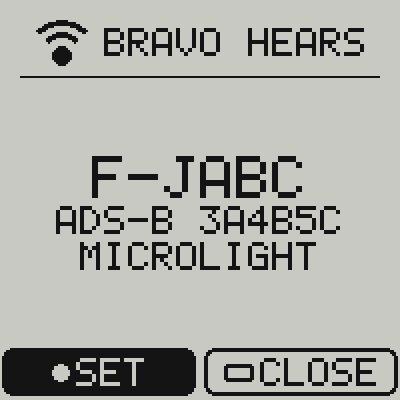 BRAVO HEARS
F-JABC
ADS-B 3A4B5C
MICROLIGHT
SET
CLOSE